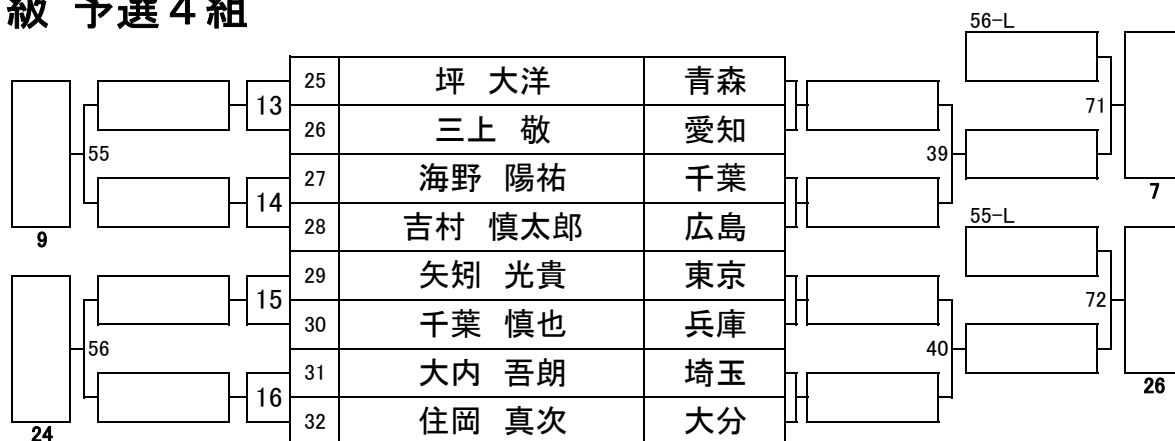 級 予選４組
56-L
25 坪 大洋 青森
13
71
26 三上 敬 愛知
55
39
27 海野 陽祐 千葉
14
7
28 吉村 慎太郎 広島
55-L
9
29 矢矧 光貴 東京
15
72
30 千葉 慎也 兵庫
56
40
31 大内 吾朗 埼玉
16
26
32 住岡 真次 大分
24